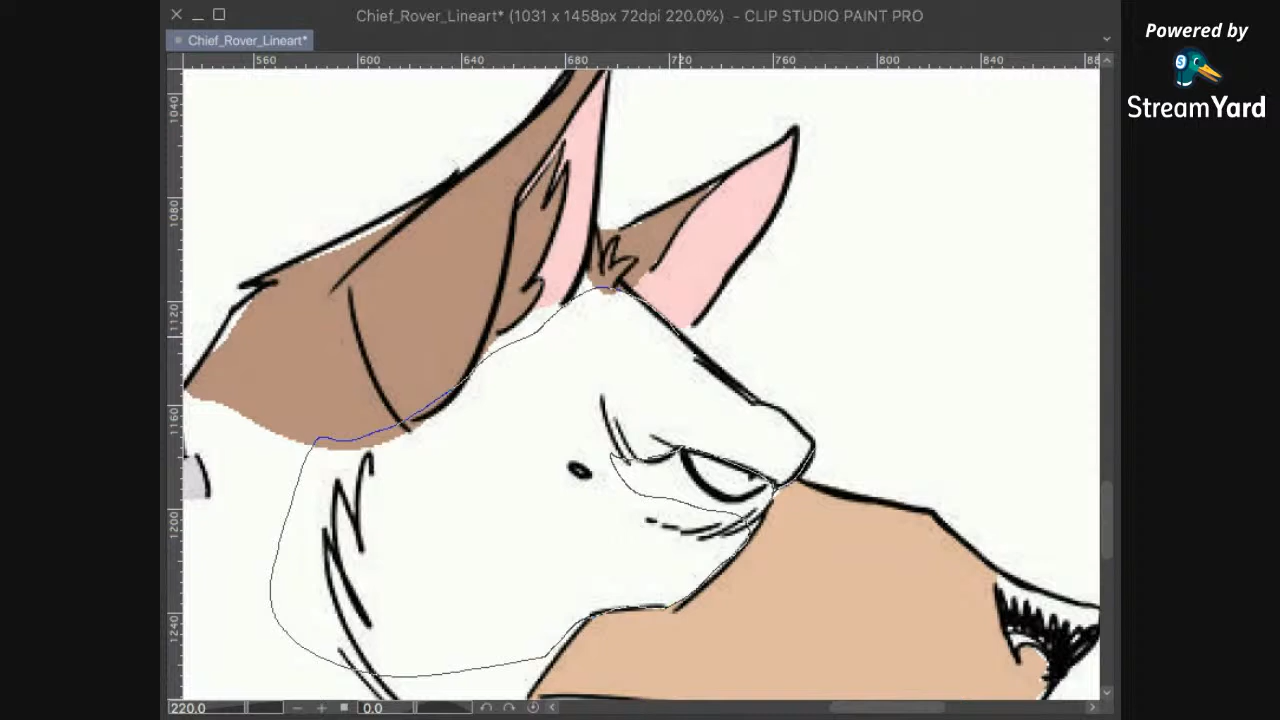 Chief_Rover_Lineart* (1031 x 1458px 72dpi 220.0%) - CLIP STUDIO PAINT PRO
Chief_Rover_Lineart*
560 600 640 680 720 760 800 840 88
1040
1080
1120
1160
1200
1240
220.0 0.0
Powered by
StreamYard